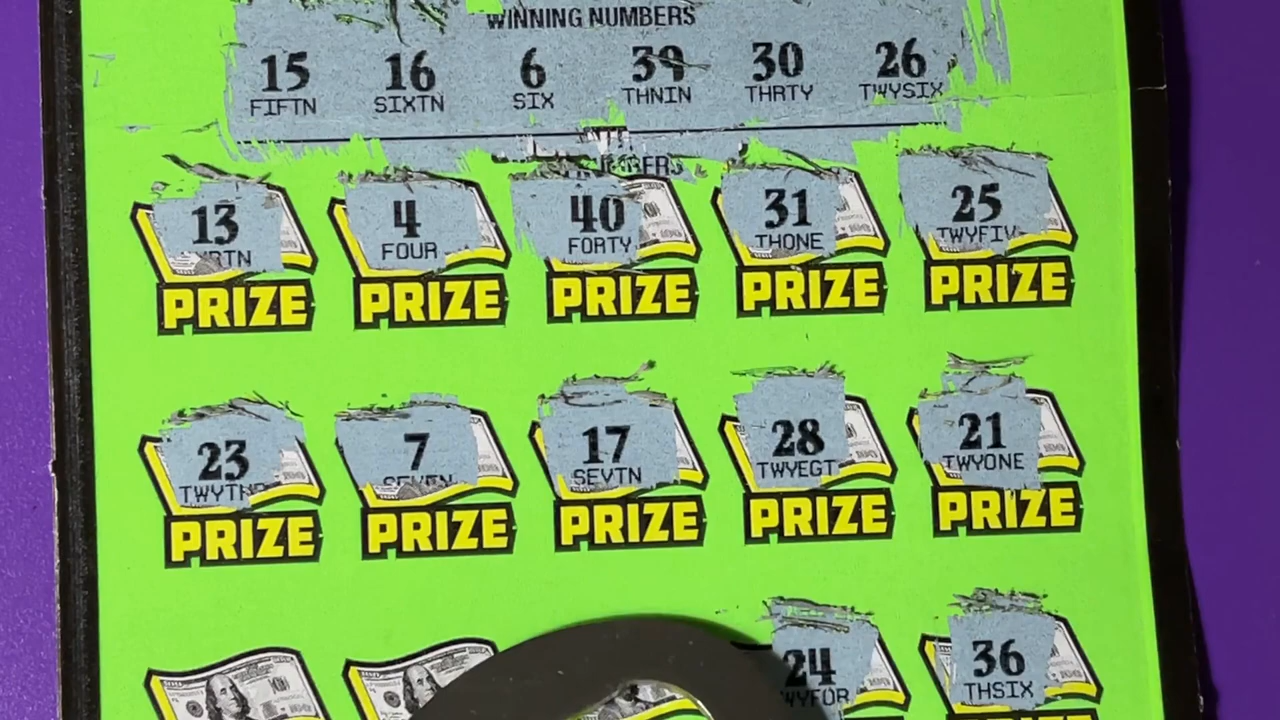 WINNING NUMBERS
15 16 6 39 30 26
FIFTN SIXTN SIX THNIN THRTY TWYSIX
13 4 40 31 25
FOUR FORTY THONE TWYFIV
PRIZE PRIZE PRIZE PRIZE PRIZE
23 7 17 28 21
SEVEN SEVTN TWYEGT TWYONE
PRIZE PRIZE PRIZE PRIZE PRIZE
24 36
THSIX